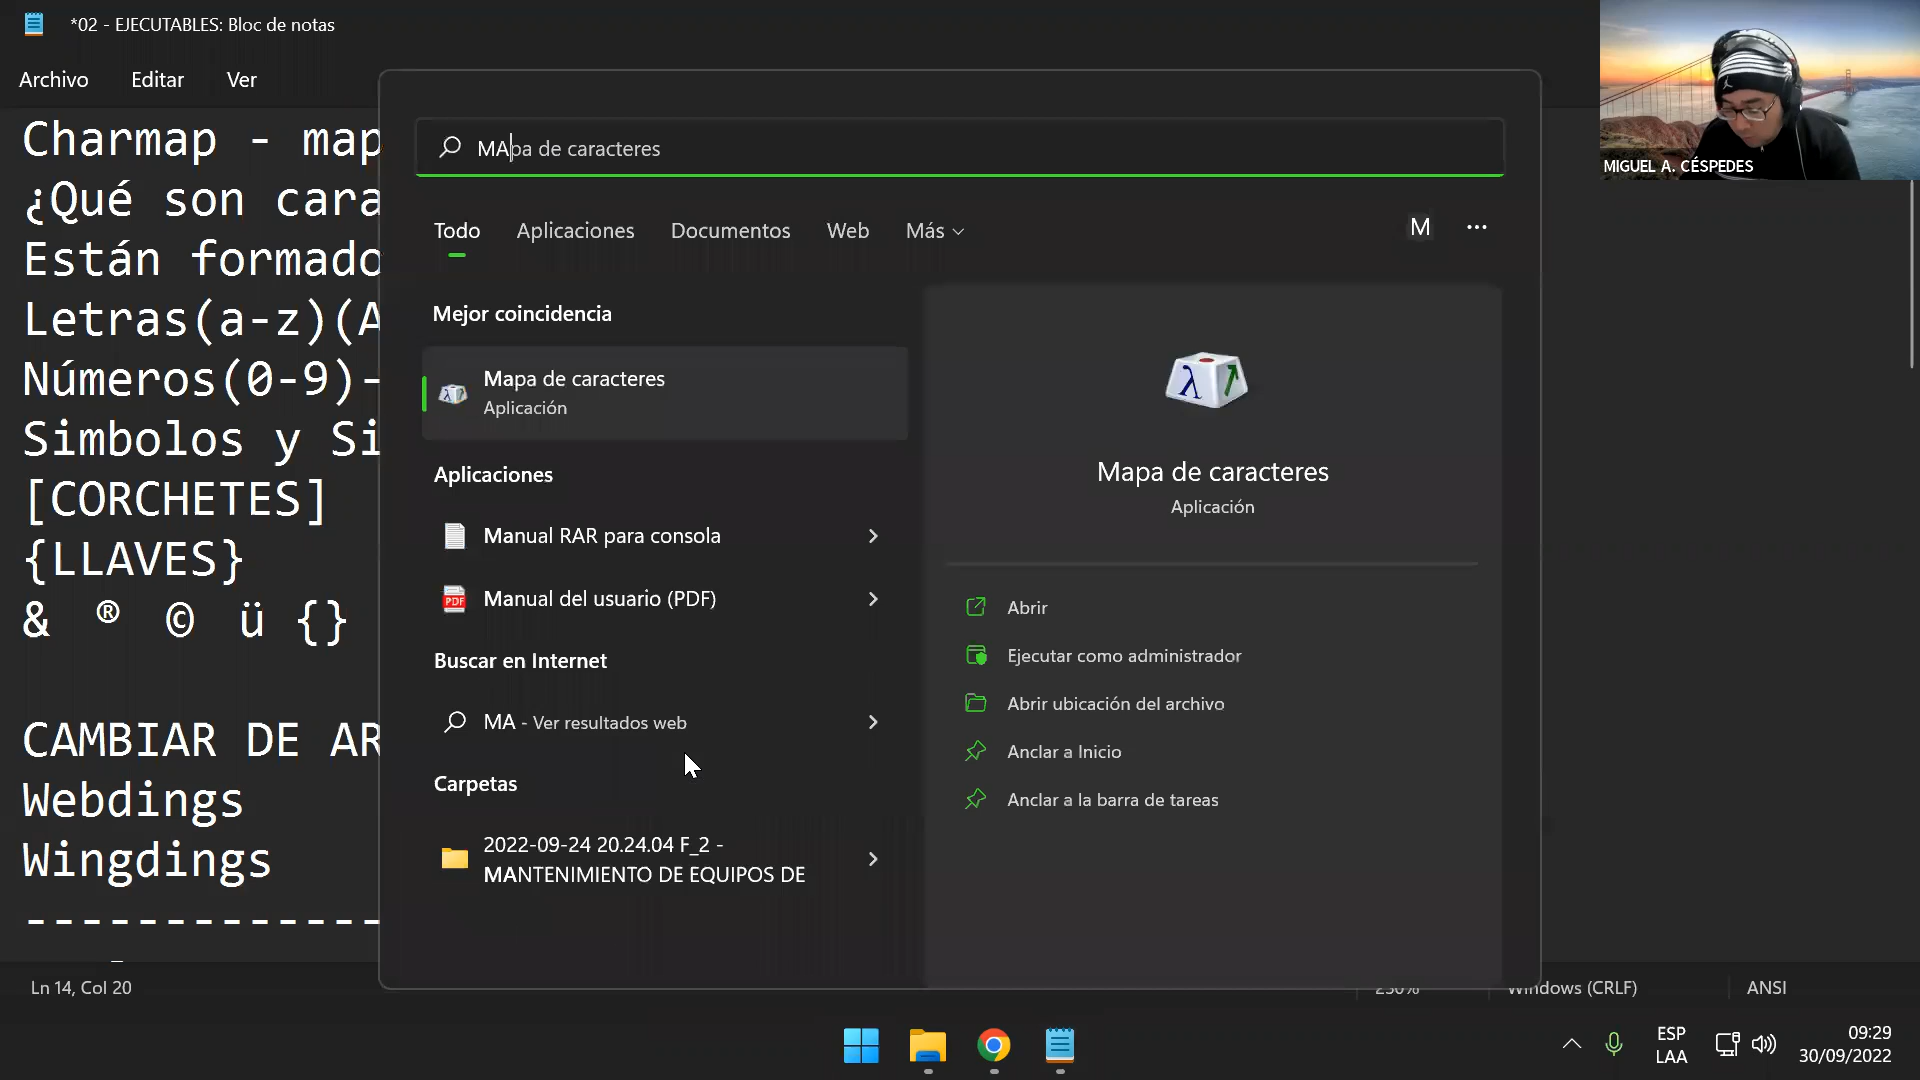 *02 - EJECUTABLES: Bloc de notas
Archivo Editar Ver
Charmap - map
¿Qué son cara
Están formado
Letras(a-z)(A
Números(0-9)-
Simbolos y Si
[CORCHETES]
{LLAVES}
& ® © ü {}
CAMBIAR DE AR
Webdings
Wingdings
--------------
MApa de caracteres
Todo Aplicaciones Documentos Web Más
M ...
Mejor coincidencia
Mapa de caracteres
Aplicación
Aplicaciones
Manual RAR para consola
Manual del usuario (PDF)
Buscar en Internet
MA - Ver resultados web
Carpetas
2022-09-24 20.24.04 F_2 -
MANTENIMIENTO DE EQUIPOS DE
Mapa de caracteres
Aplicación
Abrir
Ejecutar como administrador
Abrir ubicación del archivo
Anclar a Inicio
Anclar a la barra de tareas
MIGUEL A. CÉSPEDES
Ln 14, Col 20
Windows (CRLF)
ANSI
PDF
ESP
LAA
09:29
30/09/2022